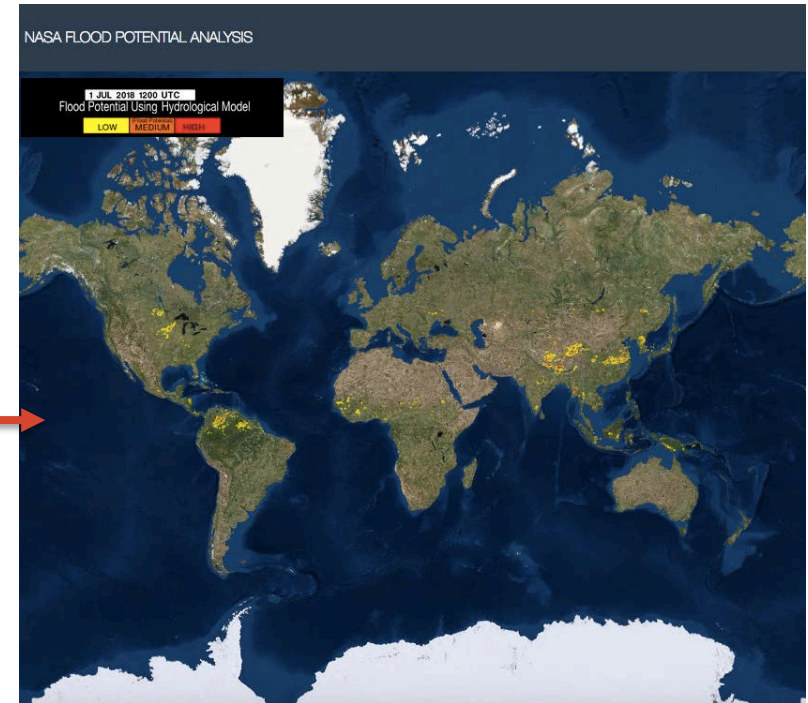 NASA FLOOD POTENTIAL ANALYSIS
1 JUL 2018 1200 UTC
Flood Potential Using Hydrological Model
(Flood Potential)
LOW MEDIUM HIGH